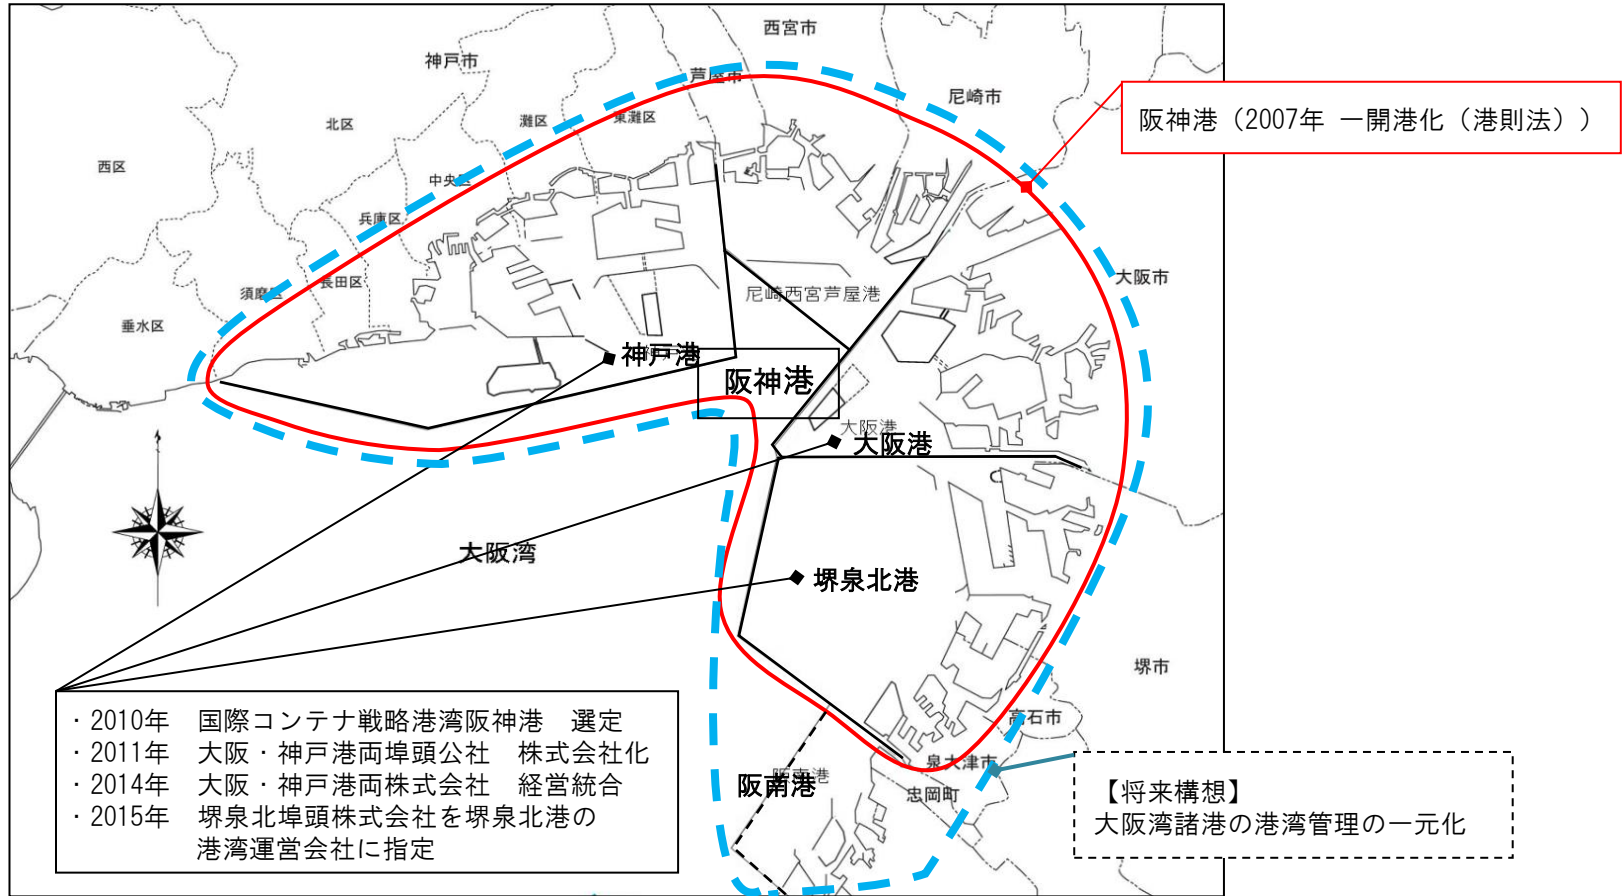 西宮市
神戸市
芦屋市
尼崎市
阪神港（2007年 一開港化（港則法））
北区
灘区
東灘区
西区
中央区
兵庫区
大阪市
長田区
須磨区
尼崎西宮芦屋港
垂水区
神戸港
阪神港
大阪港
大阪港
大阪湾
堺泉北港
堺市
高石市
泉大津市
忠岡町
阪南港
阪南港
・2010年　国際コンテナ戦略港湾阪神港　選定
・2011年　大阪・神戸港両埠頭公社　株式会社化
・2014年　大阪・神戸港両株式会社　経営統合
・2015年　堺泉北埠頭株式会社を堺泉北港の
港湾運営会社に指定
【将来構想】
大阪湾諸港の港湾管理の一元化